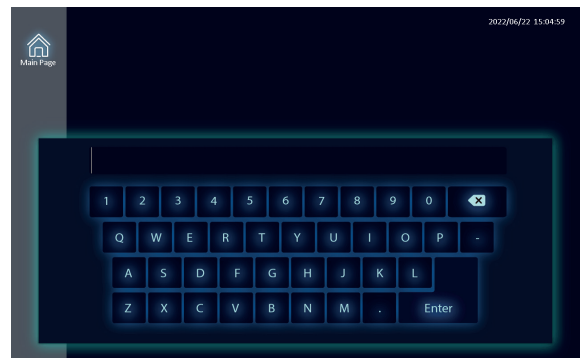 2022/06/22 15:04:59
Main Page
1 2 3 4 5 6 7 8 9 0
Q W E R T Y U I O P -
A S D F G H J K L
Z X C V B N M . Enter